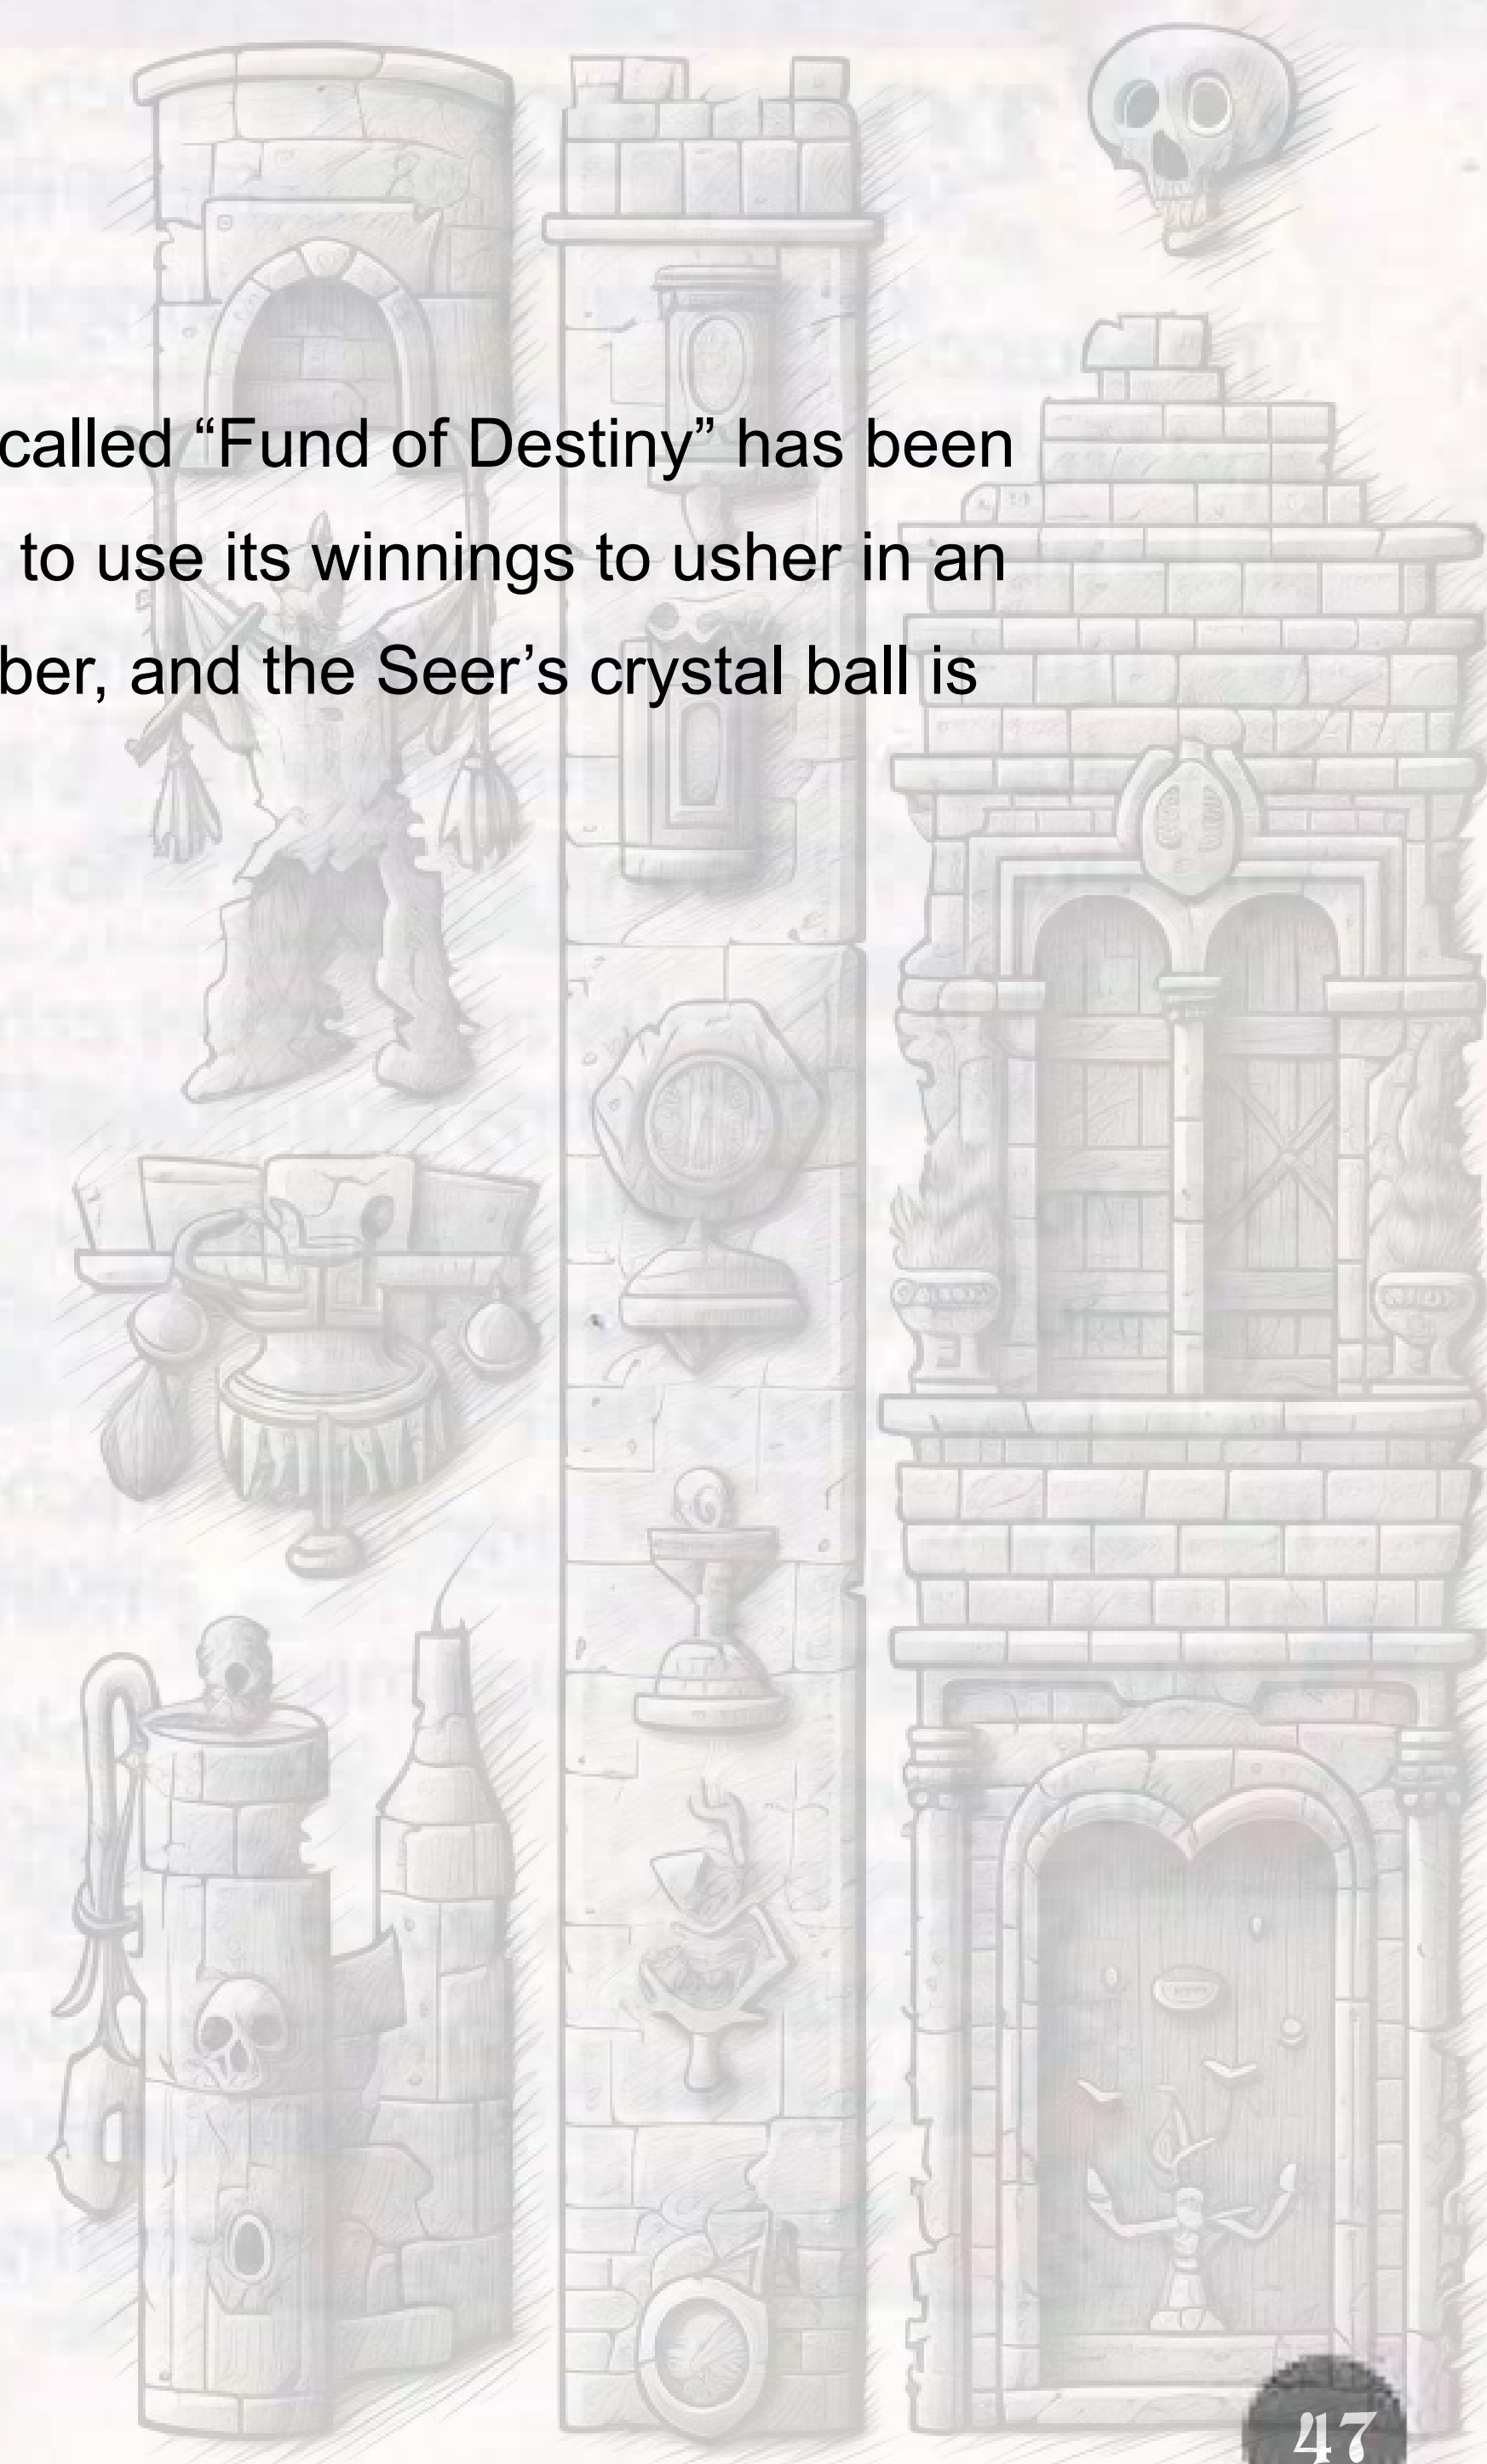 called “Fund of Destiny” has been
to use its winnings to usher in an
ber, and the Seer’s crystal ball is
47